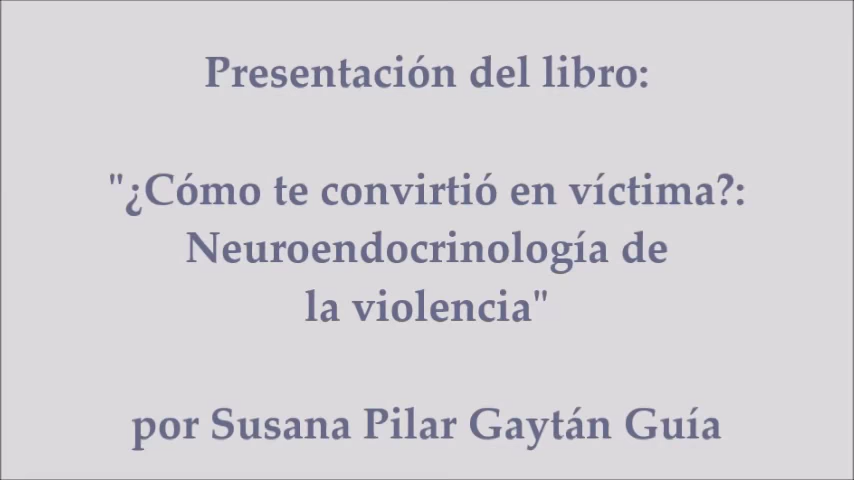 Presentación del libro:
"¿Cómo te convirtió en víctima?:
Neuroendocrinología de
la violencia"
por Susana Pilar Gaytán Guía